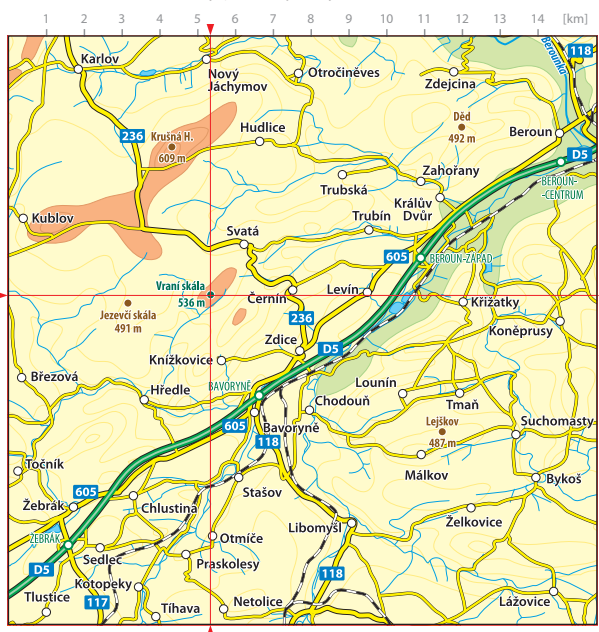 1 2 3 4 5 6 7 8 9 10 11 12 13 14 [km]
118
Berounka
Karlov
Nový
Jáchymov
Otročiněves
Zdejcina
236
Krušná H.
609 m
Hudlice
Děd
492 m
Beroun
D5
BEROUN-
-CENTRUM
Trubská
Zahořany
Králův
Dvůr
Kublov
Svatá
Trubín
605
BEROUN-ZÁPAD
Vraní skála
536 m
Černín
Levín
Křižatky
Jezevčí skála
491 m
236
Koněprusy
Zdice
D5
Knížkovice
Březová
Hředle
BAVORYNĚ
Lounín
Chodouň
Tmaň
605
Bavoryně
118
Lejškov
487 m
Suchomasty
Točník
Málkov
Bykoš
605
Stašov
Žebrák
Chlustina
Želkovice
Libomyšl
ŽEBRÁK
Otmíče
Sedlec
Praskolesy
D5
Kotopeky
118
117
Tlustice
Tíhava
Netolice
Lážovice